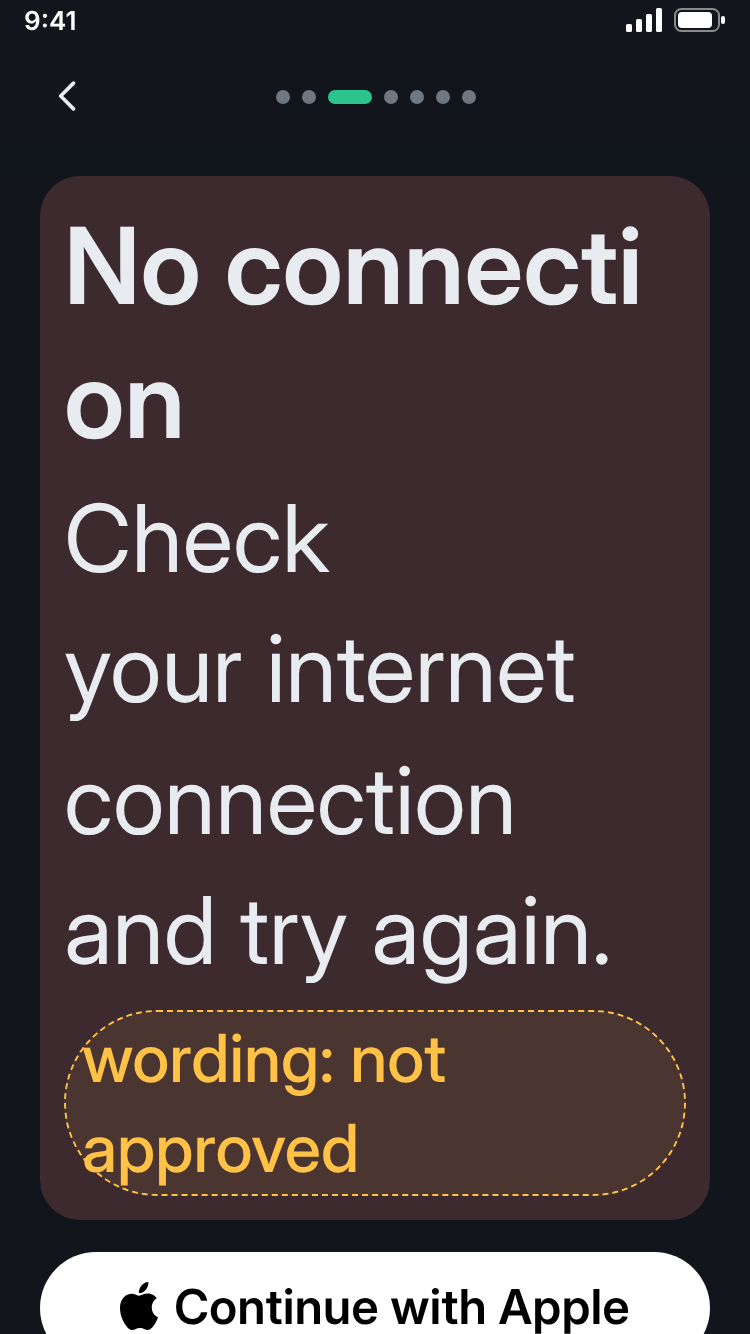 9:41
No connecti
on
Check
your internet
connection
and try again.
wording: not
approved
Continue with Apple